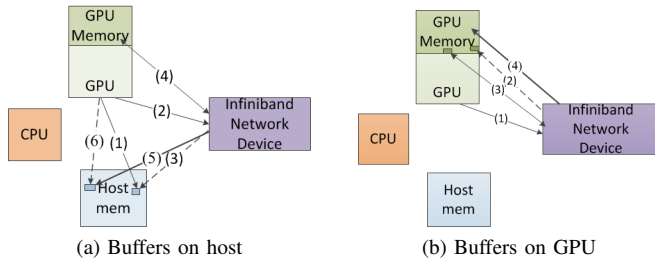 GPU
Memory
GPU
(4)
(2)
Infiniband
Network
Device
CPU
(6)
(1)
(5)
(3)
Host
mem
(a) Buffers on host
GPU
Memory
GPU
(4)
(2)
(3)
(1)
Infiniband
Network
Device
CPU
Host
mem
(b) Buffers on GPU